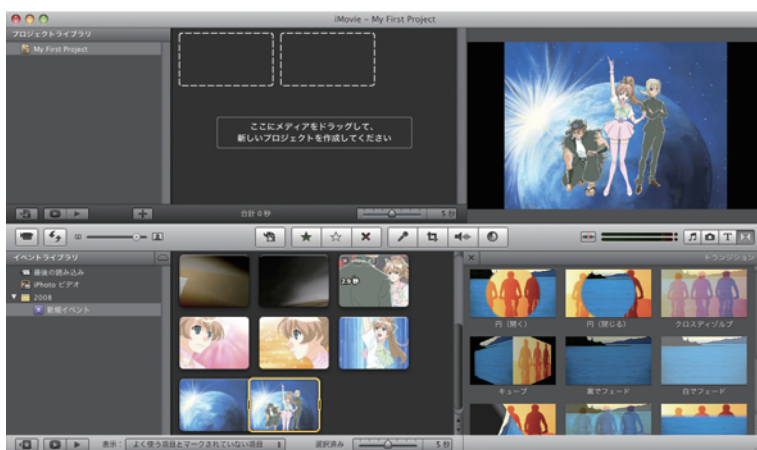 iMovie – My First Project
プロジェクトライブラリ
My First Project
ここにメディアをドラッグして、
新しいプロジェクトを作成してください
合計 0 秒
5 秒
イベントライブラリ
最後の読み込み
iPhoto ビデオ
2008
新規イベント
2.9 秒
トランジション
円（開く）
円（閉じる）
クロスディゾルブ
キューブ
黒でフェード
白でフェード
表示：
よく使う項目とマークされていない項目
選択済み
5 秒